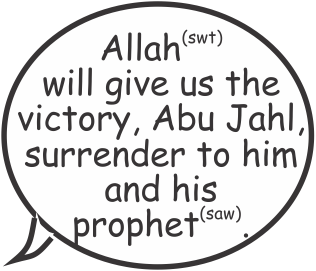 Allah(swt)
will give us the
victory, Abu Jahl,
surrender to him
and his
prophet(saw).